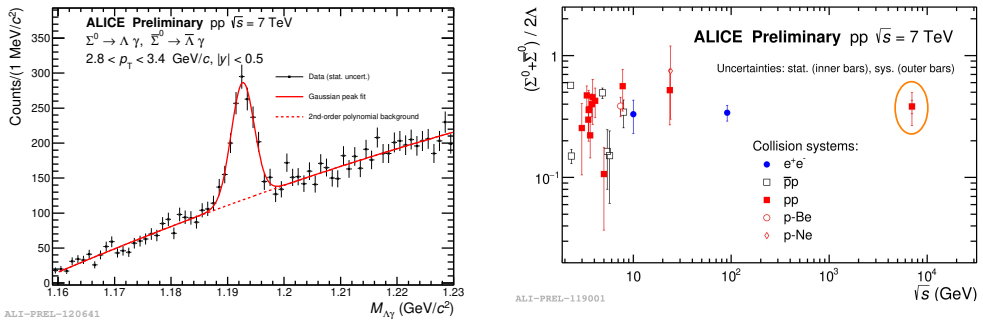 ALICE Preliminary pp √s = 7 TeV
Σ⁰ → Λ γ, Σ̅⁰ → Λ̅ γ
2.8 < p_T < 3.4 GeV/c, |y| < 0.5
Data (stat. uncert.)
Gaussian peak fit
2nd-order polynomial background
Counts/(1 MeV/c²)
350
300
250
200
150
100
50
0
1.16 1.17 1.18 1.19 1.2 1.21 1.22 1.23
M_Λγ (GeV/c²)
ALI-PREL-120641
(Σ⁰+Σ̅⁰) / 2Λ
1
10⁻¹
ALICE Preliminary pp √s = 7 TeV
Uncertainties: stat. (inner bars), sys. (outer bars)
Collision systems:
e⁺e⁻
p̅p
pp
p-Be
p-Ne
10 10² 10³ 10⁴
√s (GeV)
ALI-PREL-119001